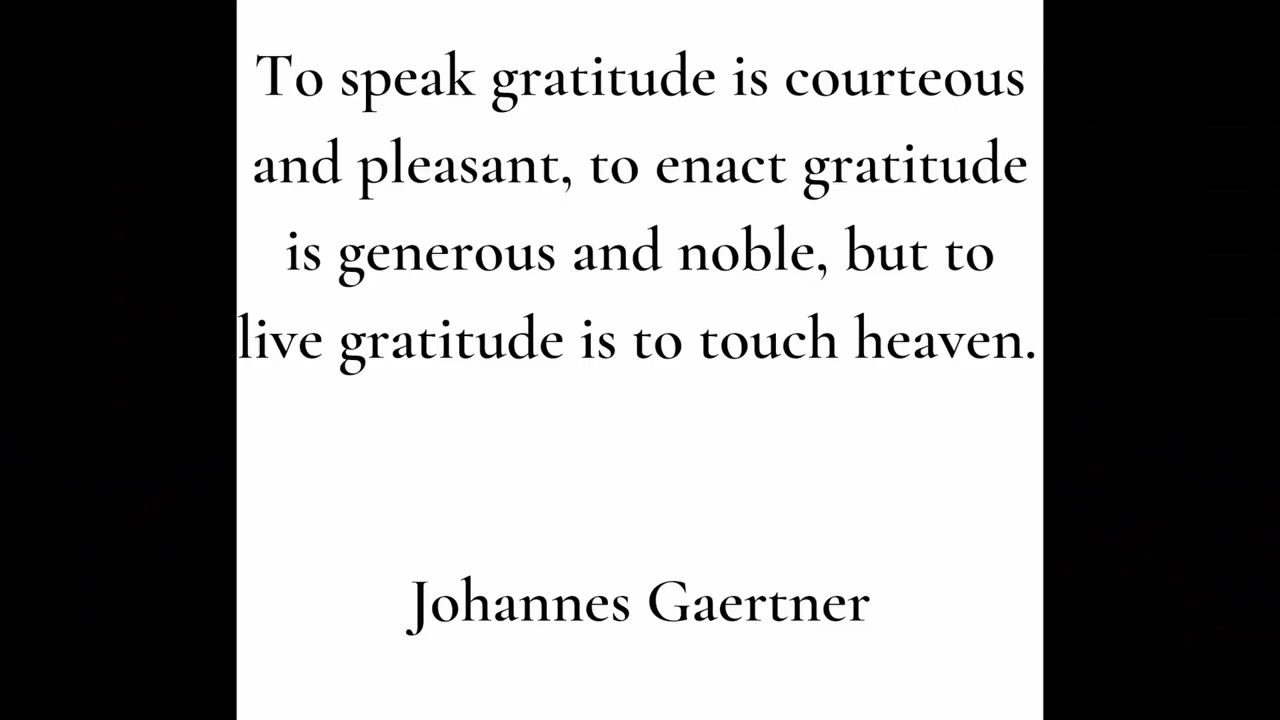 To speak gratitude is courteous
and pleasant, to enact gratitude
is generous and noble, but to
live gratitude is to touch heaven.
Johannes Gaertner